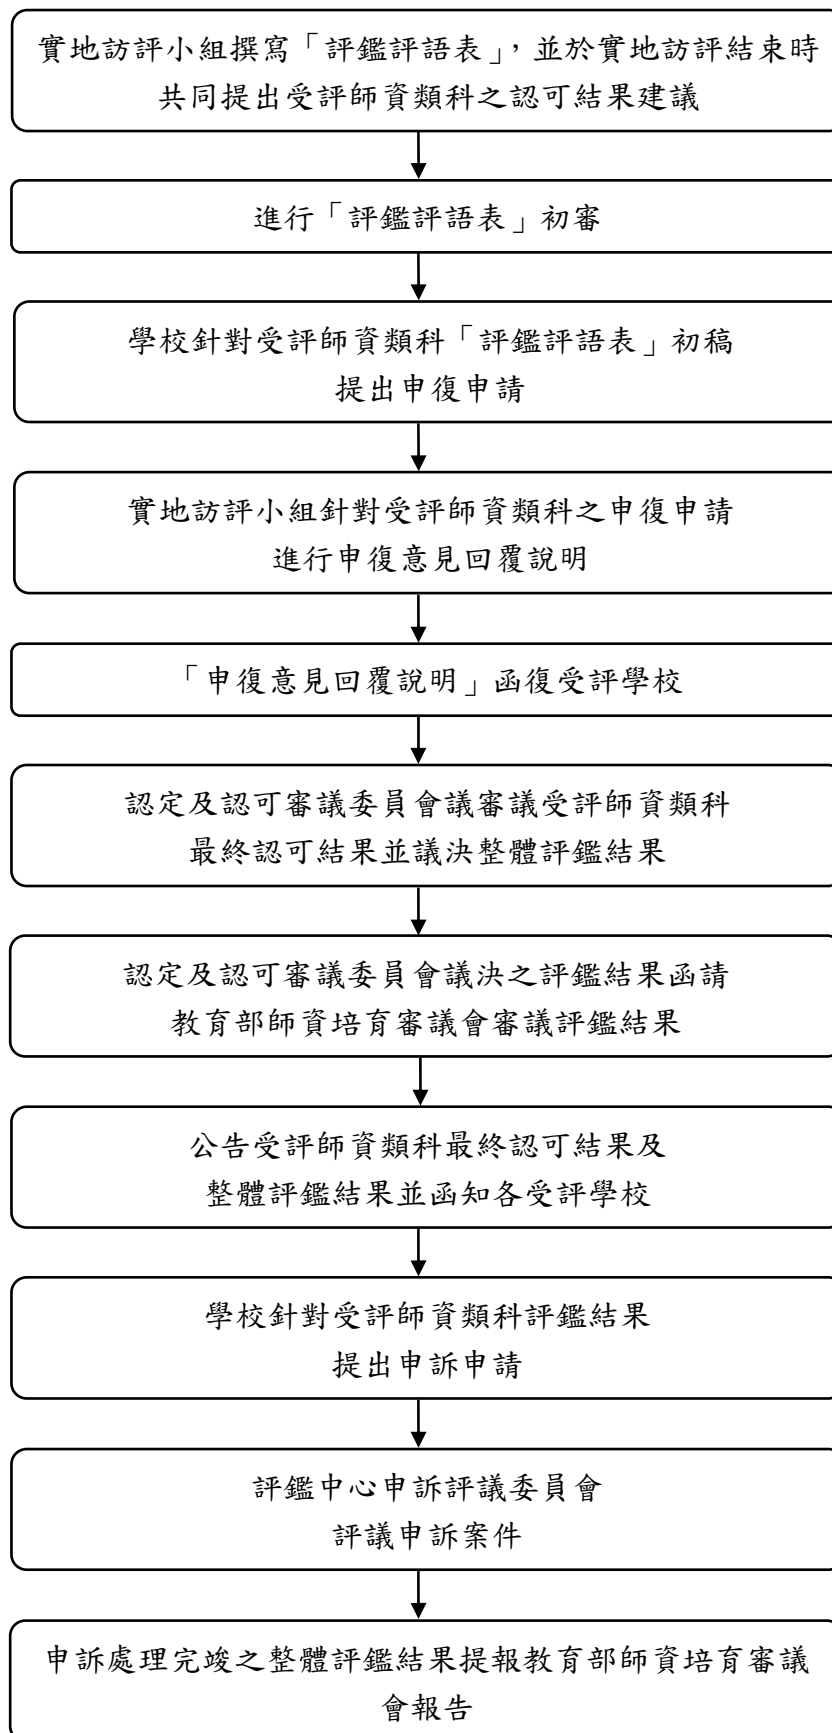 實地訪評小組撰寫「評鑑評語表」，並於實地訪評結束時
共同提出受評師資類科之認可結果建議
進行「評鑑評語表」初審
學校針對受評師資類科「評鑑評語表」初稿
提出申復申請
實地訪評小組針對受評師資類科之申復申請
進行申復意見回覆說明
「申復意見回覆說明」函復受評學校
認定及認可審議委員會議審議受評師資類科
最終認可結果並議決整體評鑑結果
認定及認可審議委員會議決之評鑑結果函請
教育部師資培育審議會審議評鑑結果
公告受評師資類科最終認可結果及
整體評鑑結果並函知各受評學校
學校針對受評師資類科評鑑結果
提出申訴申請
評鑑中心申訴評議委員會
評議申訴案件
申訴處理完竣之整體評鑑結果提報教育部師資培育審議
會報告